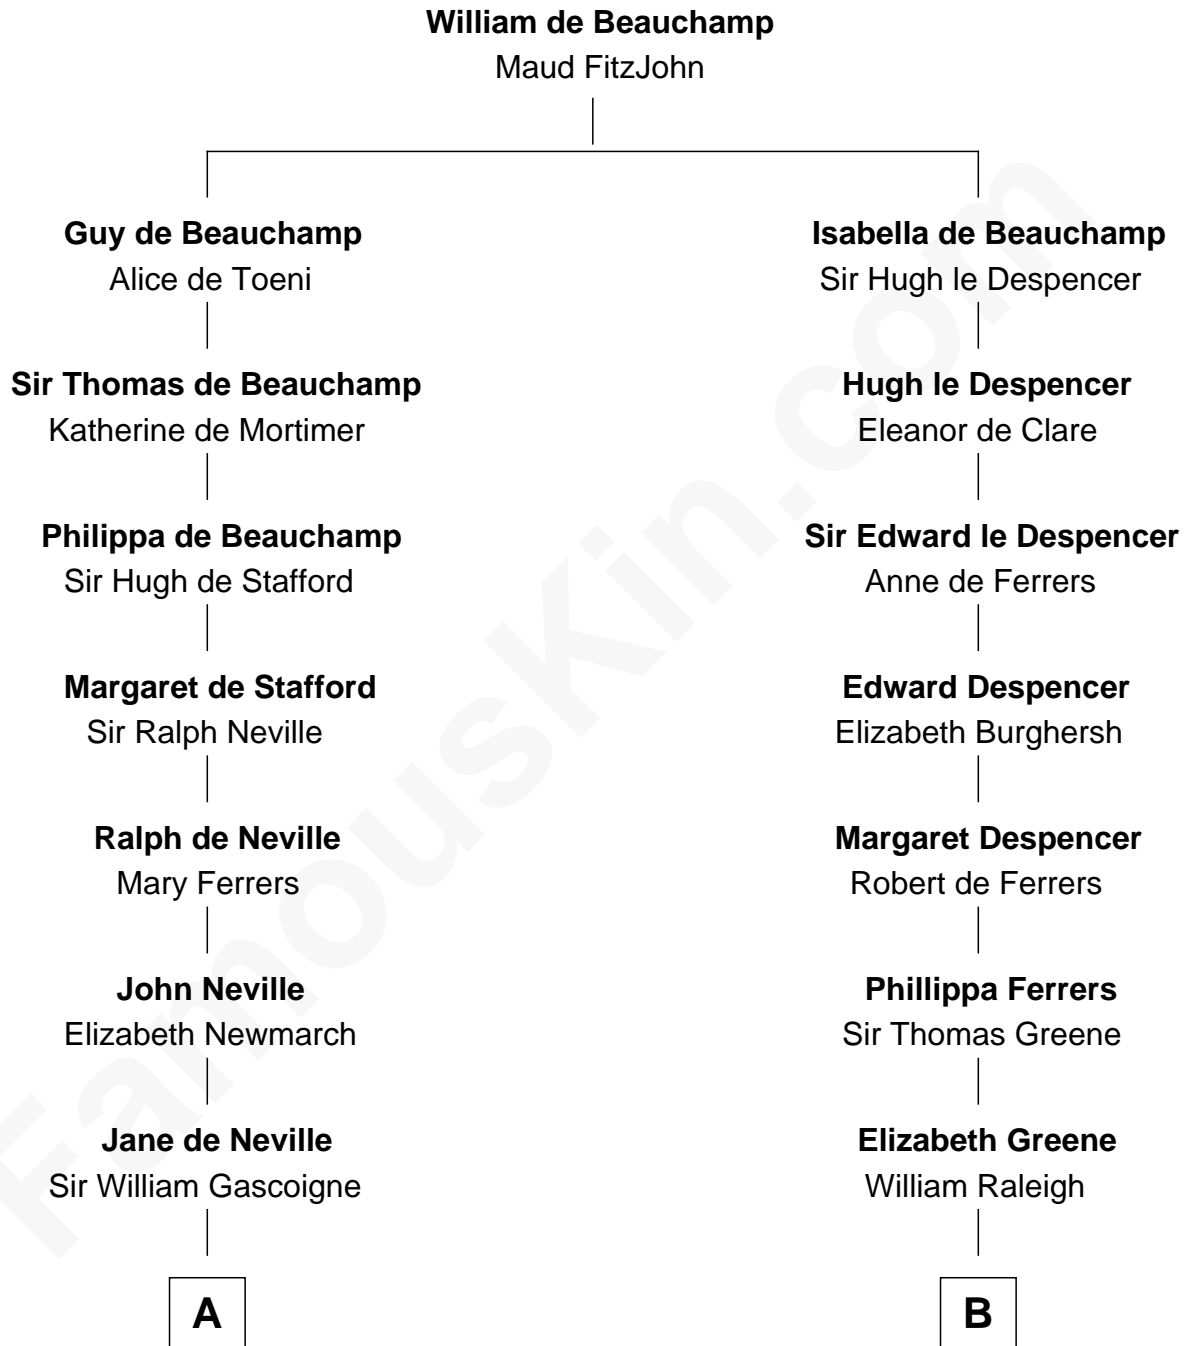 William de Beauchamp
Maud FitzJohn
Guy de Beauchamp
Alice de Toeni
Isabella de Beauchamp
Sir Hugh le Despencer
Sir Thomas de Beauchamp
Katherine de Mortimer
Hugh le Despencer
Eleanor de Clare
Philippa de Beauchamp
Sir Hugh de Stafford
Sir Edward le Despencer
Anne de Ferrers
Margaret de Stafford
Sir Ralph Neville
Edward Despencer
Elizabeth Burghersh
Ralph de Neville
Mary Ferrers
Margaret Despencer
Robert de Ferrers
John Neville
Elizabeth Newmarch
Phillippa Ferrers
Sir Thomas Greene
Jane de Neville
Sir William Gascoigne
Elizabeth Greene
William Raleigh
A
B
FamousKin.com